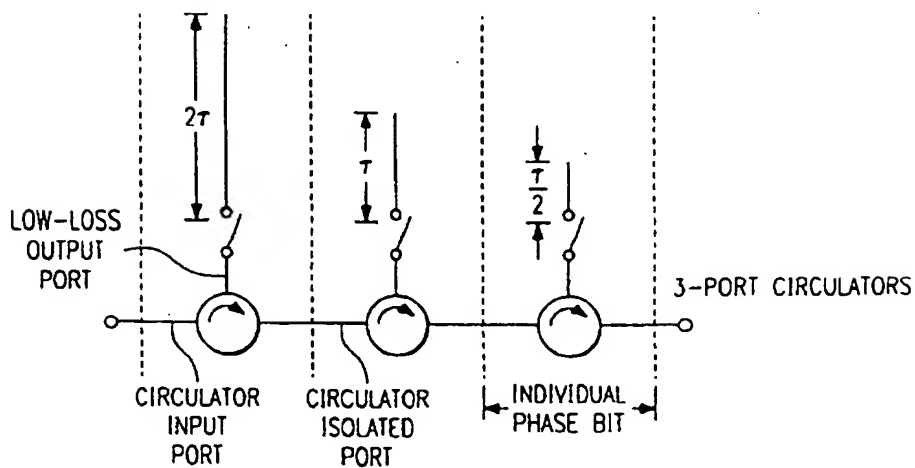 2τ
τ
τ
2
LOW-LOSS
OUTPUT
PORT
3-PORT CIRCULATORS
CIRCULATOR
INPUT
PORT
CIRCULATOR
ISOLATED
PORT
INDIVIDUAL
PHASE BIT